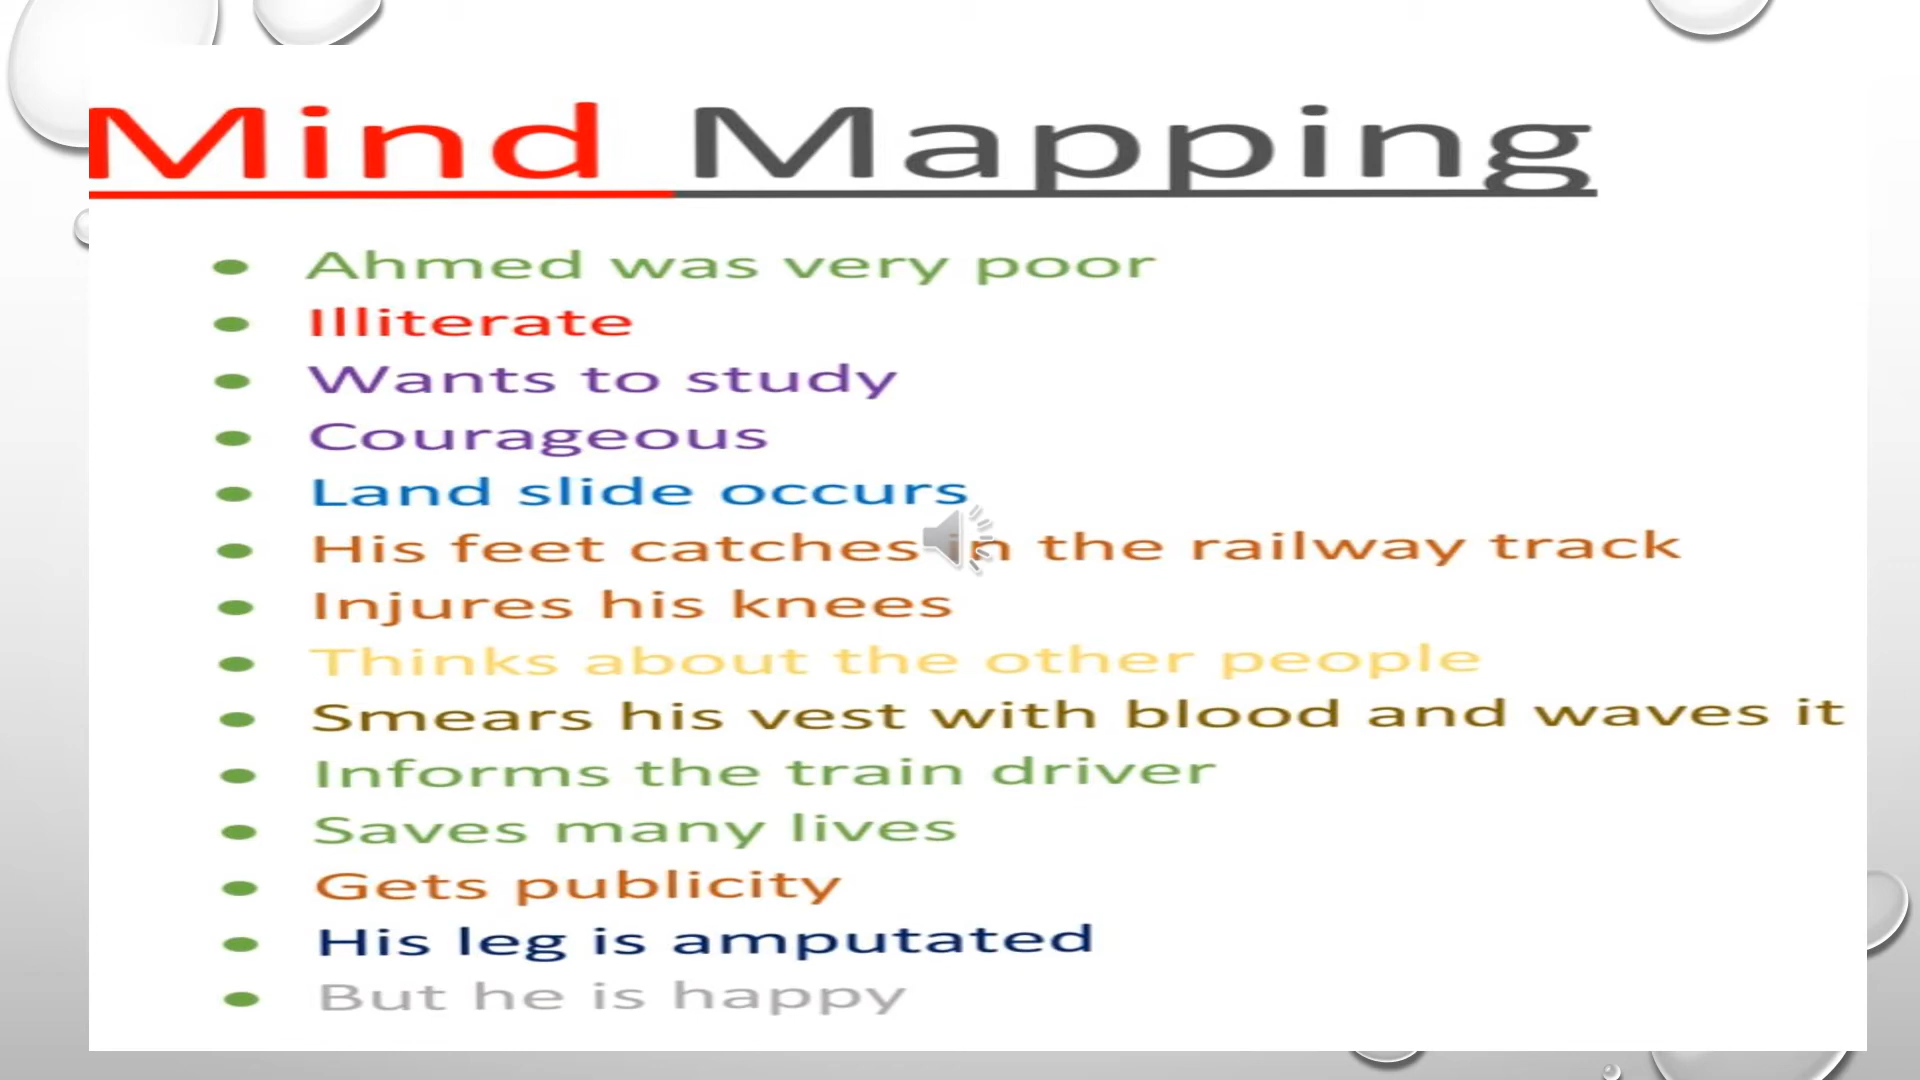 Mind Mapping
• Ahmed was very poor
• Illiterate
• Wants to study
• Courageous
• Land slide occurs
• His feet catches in the railway track
• Injures his knees
• Thinks about the other people
• Smears his vest with blood and waves it
• Informs the train driver
• Saves many lives
• Gets publicity
• His leg is amputated
• But he is happy